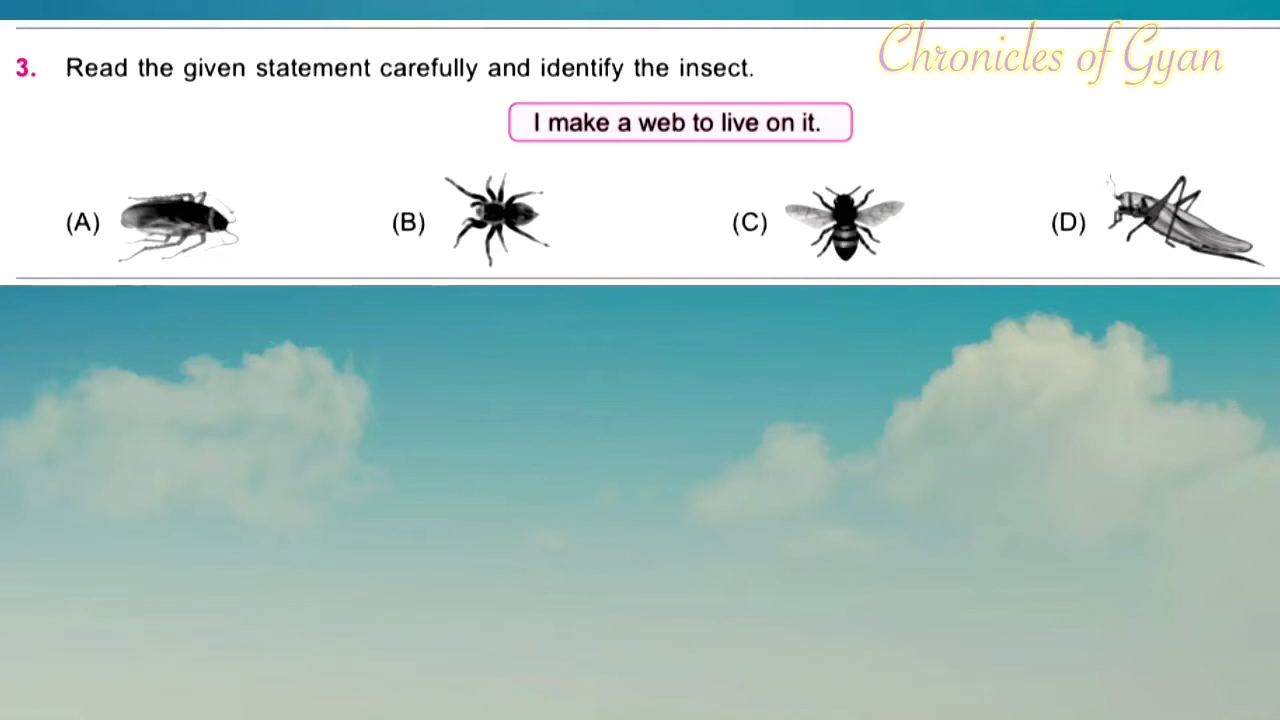 Chronicles of Gyan
3. Read the given statement carefully and identify the insect.
I make a web to live on it.
(A) (B) (C) (D)